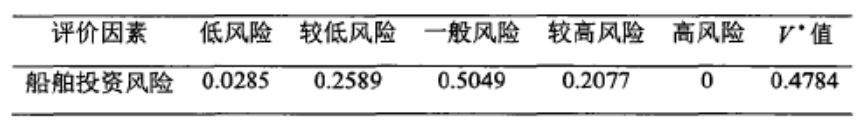 评价因素 低风险 较低风险 一般风险 较高风险 高风险 V*值
船舶投资风险 0.0285 0.2589 0.5049 0.2077 0 0.4784